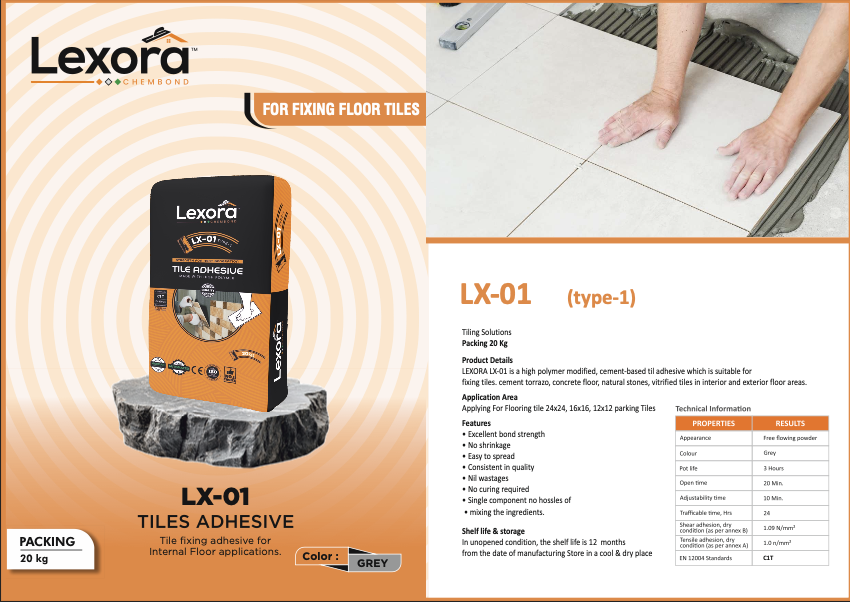 Lexora™
CHEMBOND
FOR FIXING FLOOR TILES
Lexora
CHEMBOND
LX-01
TILE ADHESIVE
Lexora
LX-01
TILES ADHESIVE
Tile fixing adhesive for
Internal Floor applications.
PACKING
20 kg
Color :
GREY
LX-01 (type-1)
Tiling Solutions
Packing 20 Kg
Product Details
LEXORA LX-01 is a high polymer modified, cement-based til adhesive which is suitable for
fixing tiles. cement torrazo, concrete floor, natural stones, vitrified tiles in interior and exterior floor areas.
Application Area
Applying For Flooring tile 24x24, 16x16, 12x12 parking Tiles
Features
• Excellent bond strength
• No shrinkage
• Easy to spread
• Consistent in quality
• Nil wastages
• No curing required
• Single component no hossles of
• mixing the ingredients.
Shelf life & storage
In unopened condition, the shelf life is 12 months
from the date of manufacturing Store in a cool & dry place
Technical Information
PROPERTIES RESULTS
Appearance Free flowing powder
Colour Grey
Pot life 3 Hours
Open time 20 Min.
Adjustability time 10 Min.
Trafficable time, Hrs 24
Shear adhesion, dry
condition (as per annex B) 1.09 N/mm²
Tensile adhesion, dry
condition (as per annex A) 1.0 n/mm²
EN 12004 Standards C1T